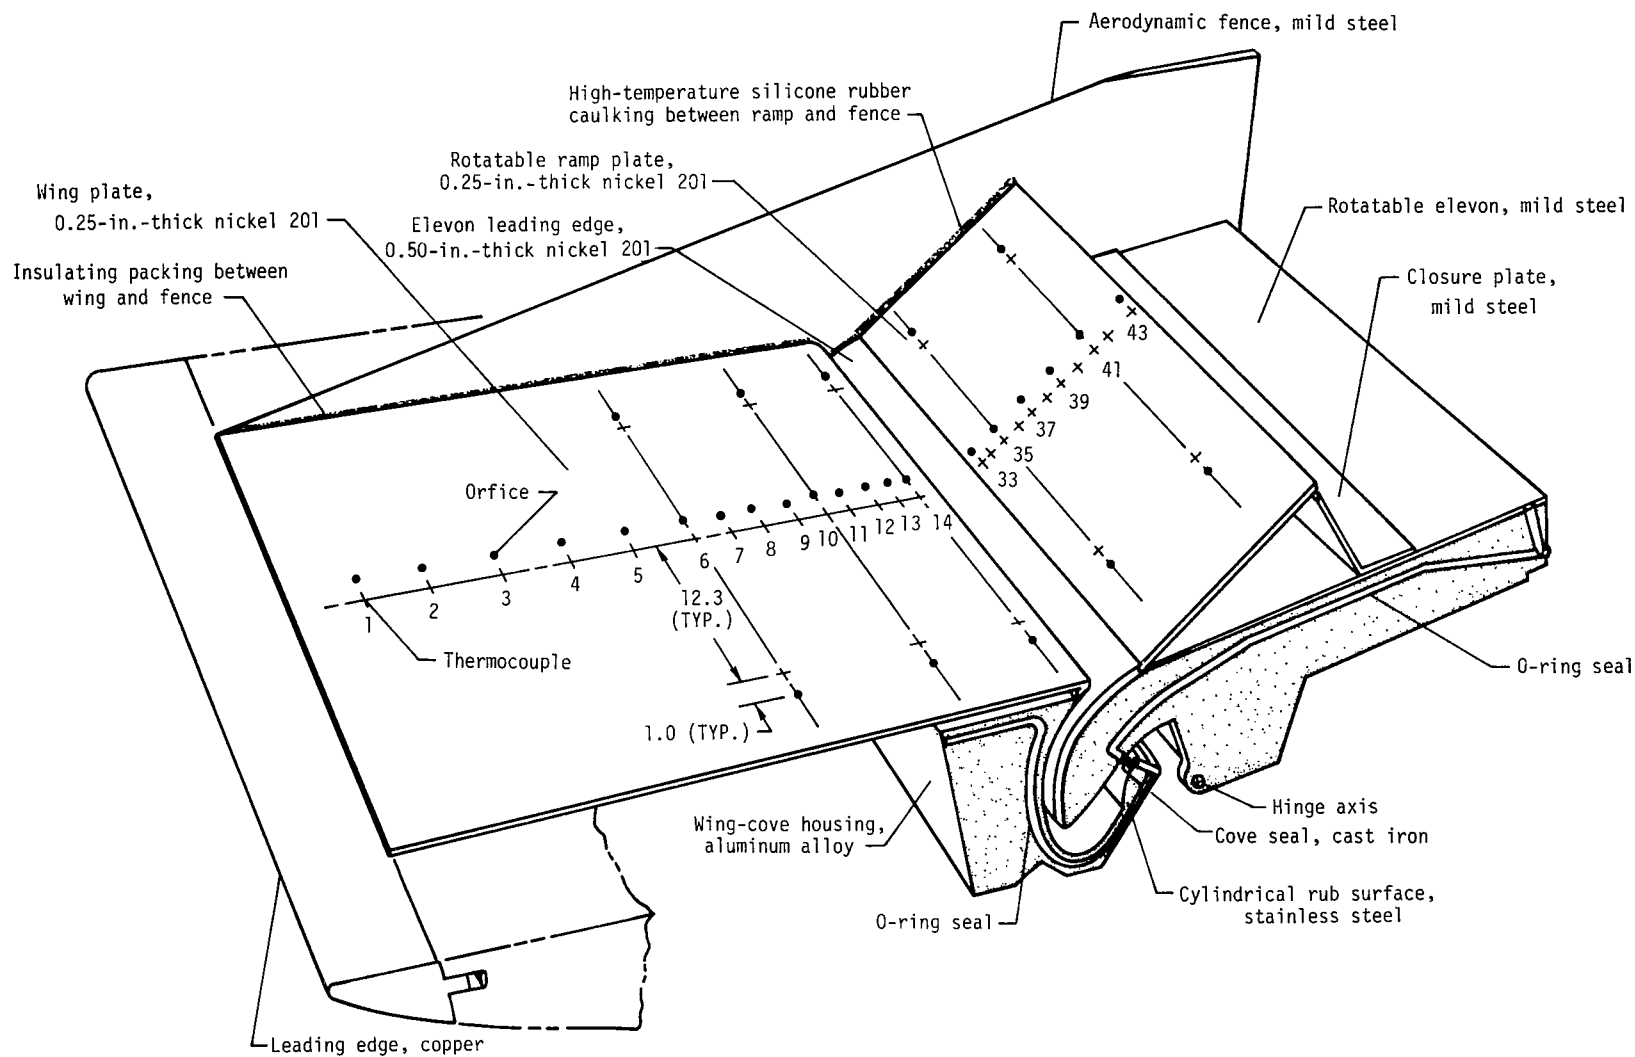 Aerodynamic fence, mild steel
High-temperature silicone rubber
caulking between ramp and fence
Rotatable ramp plate,
0.25-in.-thick nickel 201
Wing plate,
0.25-in.-thick nickel 201
Elevon leading edge,
0.50-in.-thick nickel 201
Insulating packing between
wing and fence
Rotatable elevon, mild steel
Closure plate,
mild steel
43
41
39
37
35
33
Orfice
1
2
3
4
5
6
7
8
9
10
11
12
13
14
12.3
(TYP.)
Thermocouple
1.0 (TYP.)
O-ring seal
Hinge axis
Cove seal, cast iron
Wing-cove housing,
aluminum alloy
Cylindrical rub surface,
stainless steel
O-ring seal
Leading edge, copper